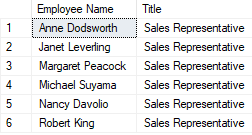 Employee Name Title
1 Anne Dodsworth Sales Representative
2 Janet Leverling Sales Representative
3 Margaret Peacock Sales Representative
4 Michael Suyama Sales Representative
5 Nancy Davolio Sales Representative
6 Robert King Sales Representative